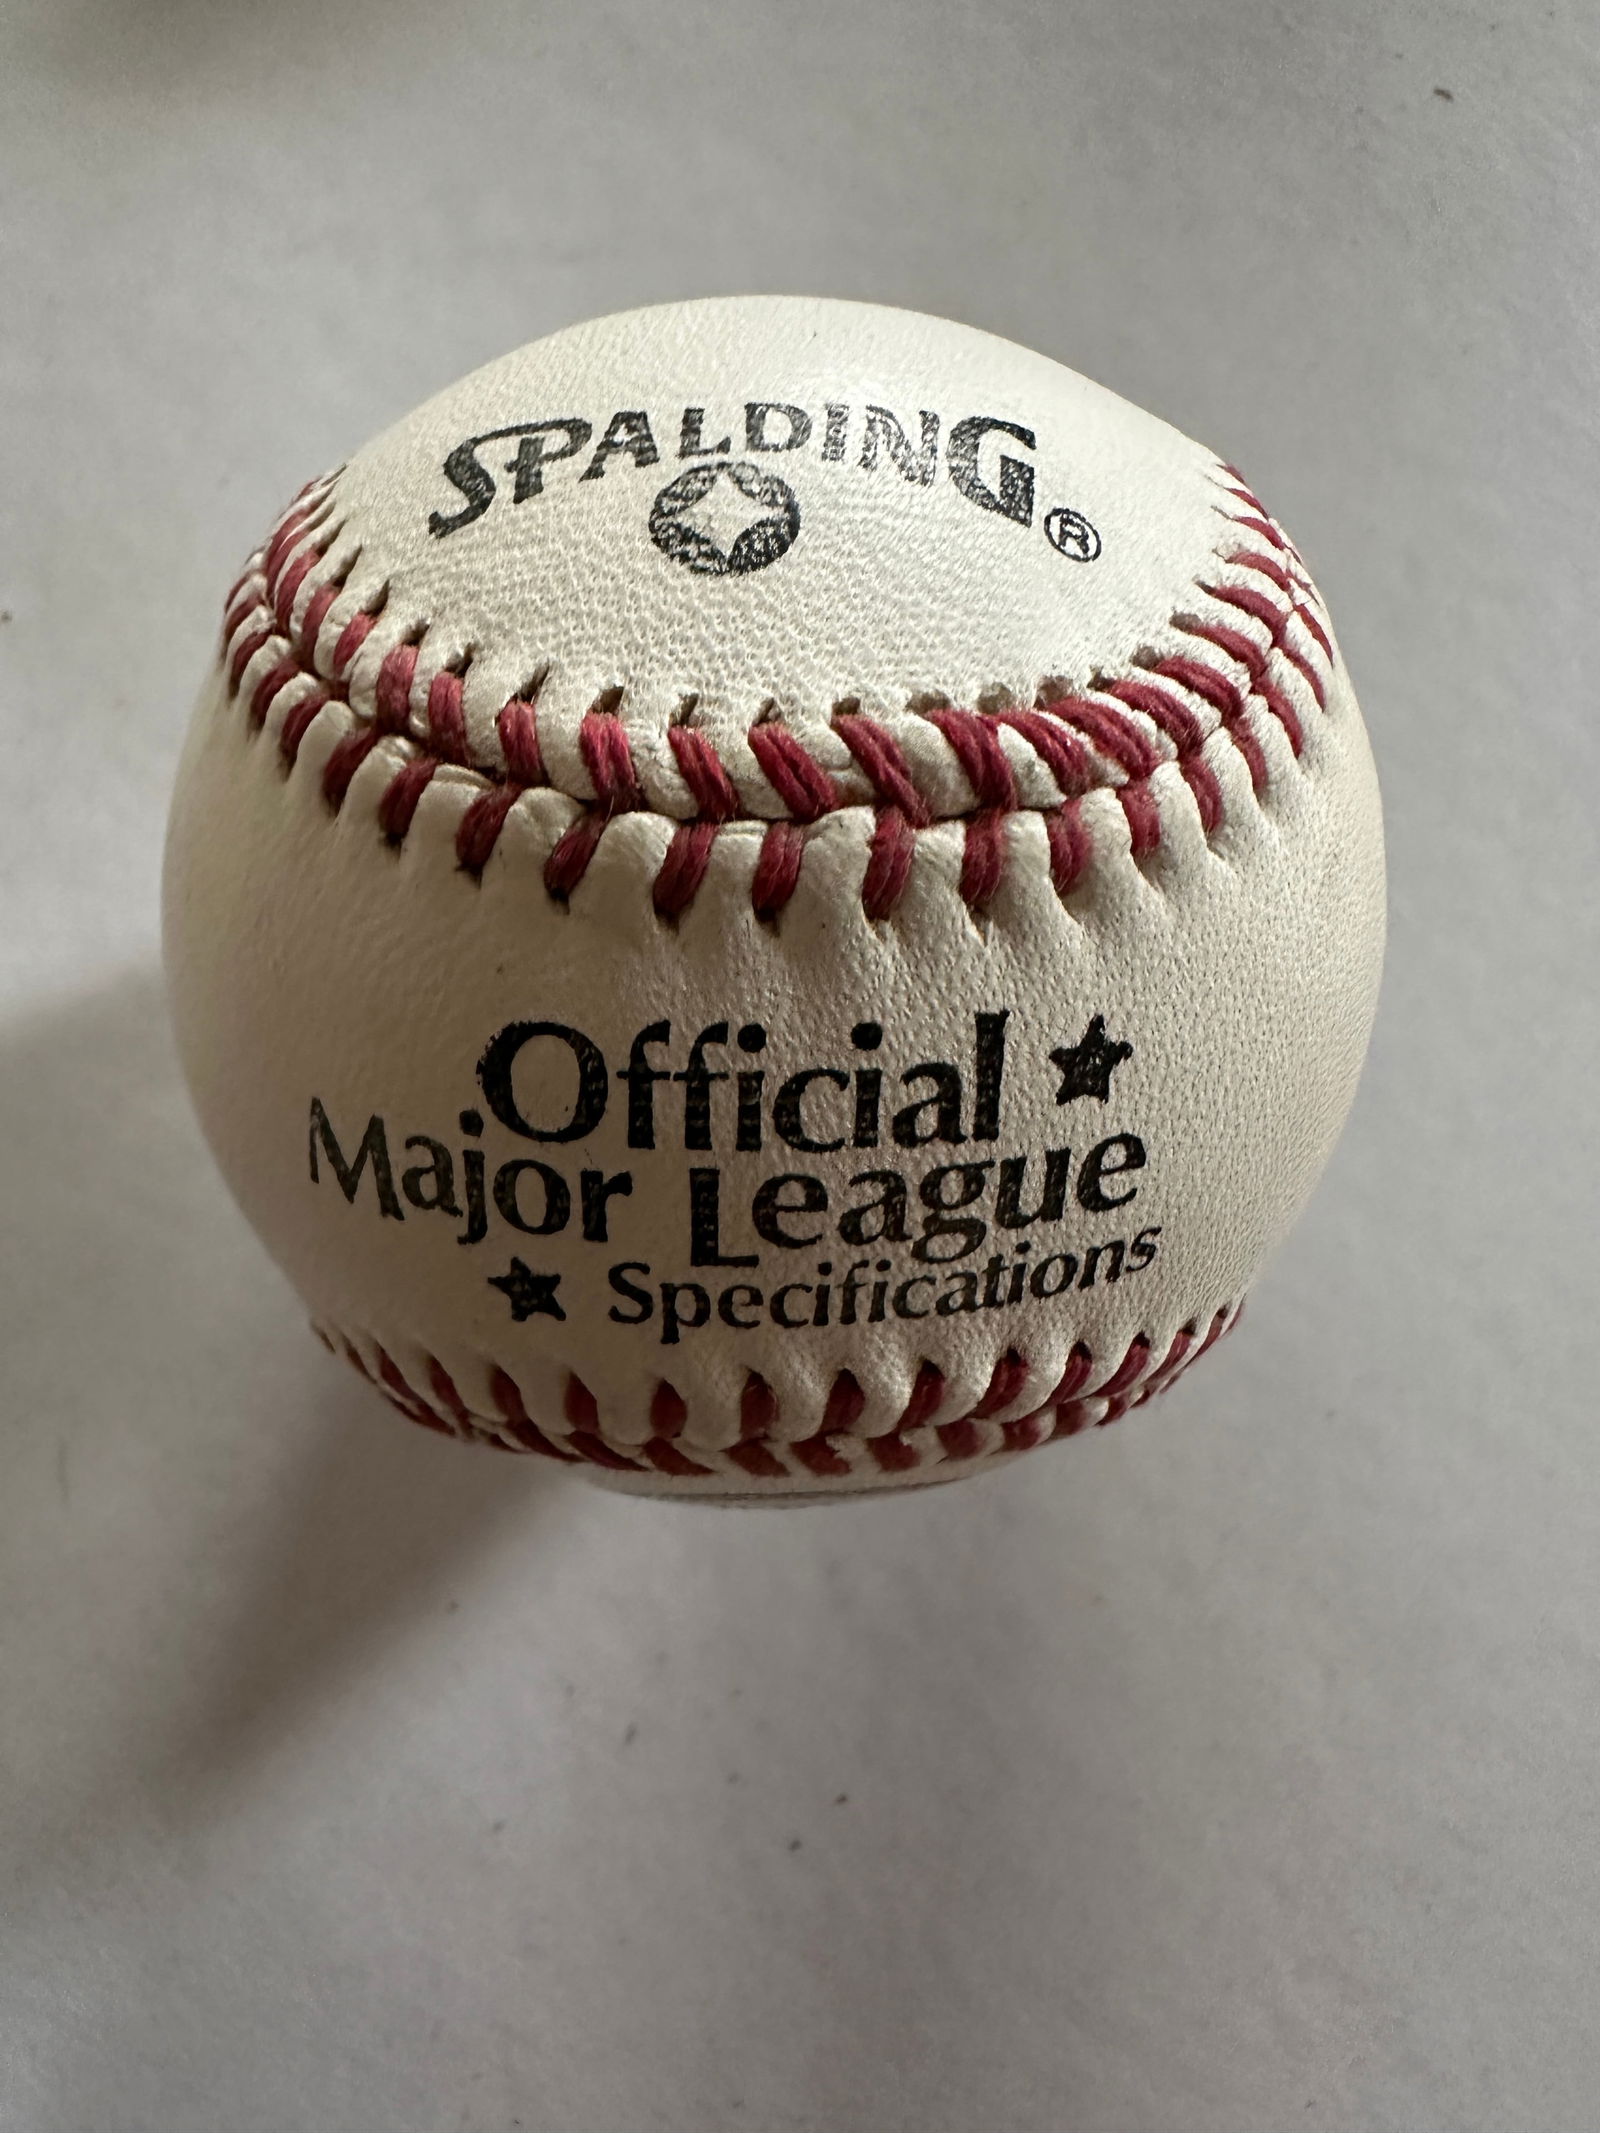 SPALDING®
Official ★
Major League
★ Specifications